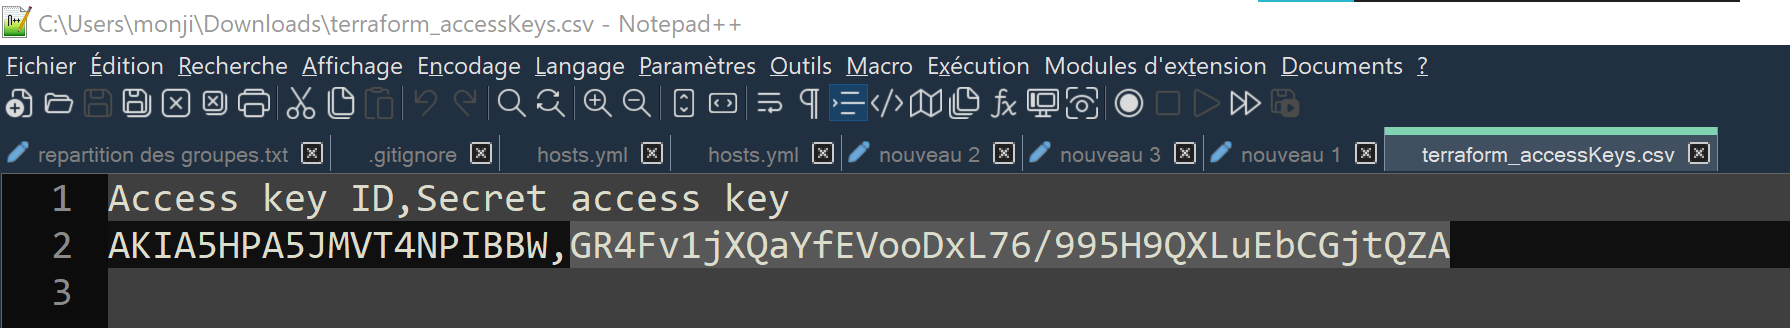 C:\Users\monji\Downloads\terraform_accessKeys.csv - Notepad++
Fichier Édition Recherche Affichage Encodage Langage Paramètres Outils Macro Exécution Modules d'extension Documents ?
repartition des groupes.txt .gitignore hosts.yml hosts.yml nouveau 2 nouveau 3 nouveau 1 terraform_accessKeys.csv
1 Access key ID,Secret access key
2 AKIA5HPA5JMVT4NPIBBW,GR4Fv1jXQaYfEVooDxL76/995H9QXLuEbCGjtQZA
3